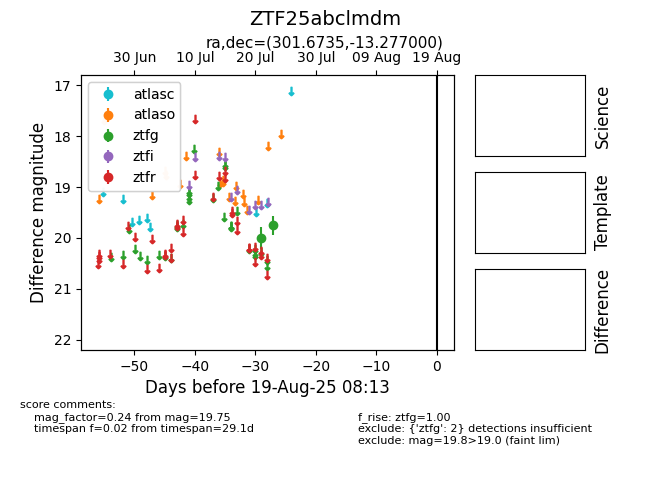 ZTF25abclmdm
ra,dec=(301.6735,-13.277000)
30 Jun 10 Jul 20 Jul 30 Jul 09 Aug 19 Aug
17
18
19
20
21
22
Difference magnitude
atlasc
atlaso
ztfg
ztfi
ztfr
−50 −40 −30 −20 −10 0
Days before 19-Aug-25 08:13
Science
Template
Difference
score comments:
mag_factor=0.24 from mag=19.75
timespan f=0.02 from timespan=29.1d
f_rise: ztfg=1.00
exclude: {'ztfg': 2} detections insufficient
exclude: mag=19.8>19.0 (faint lim)